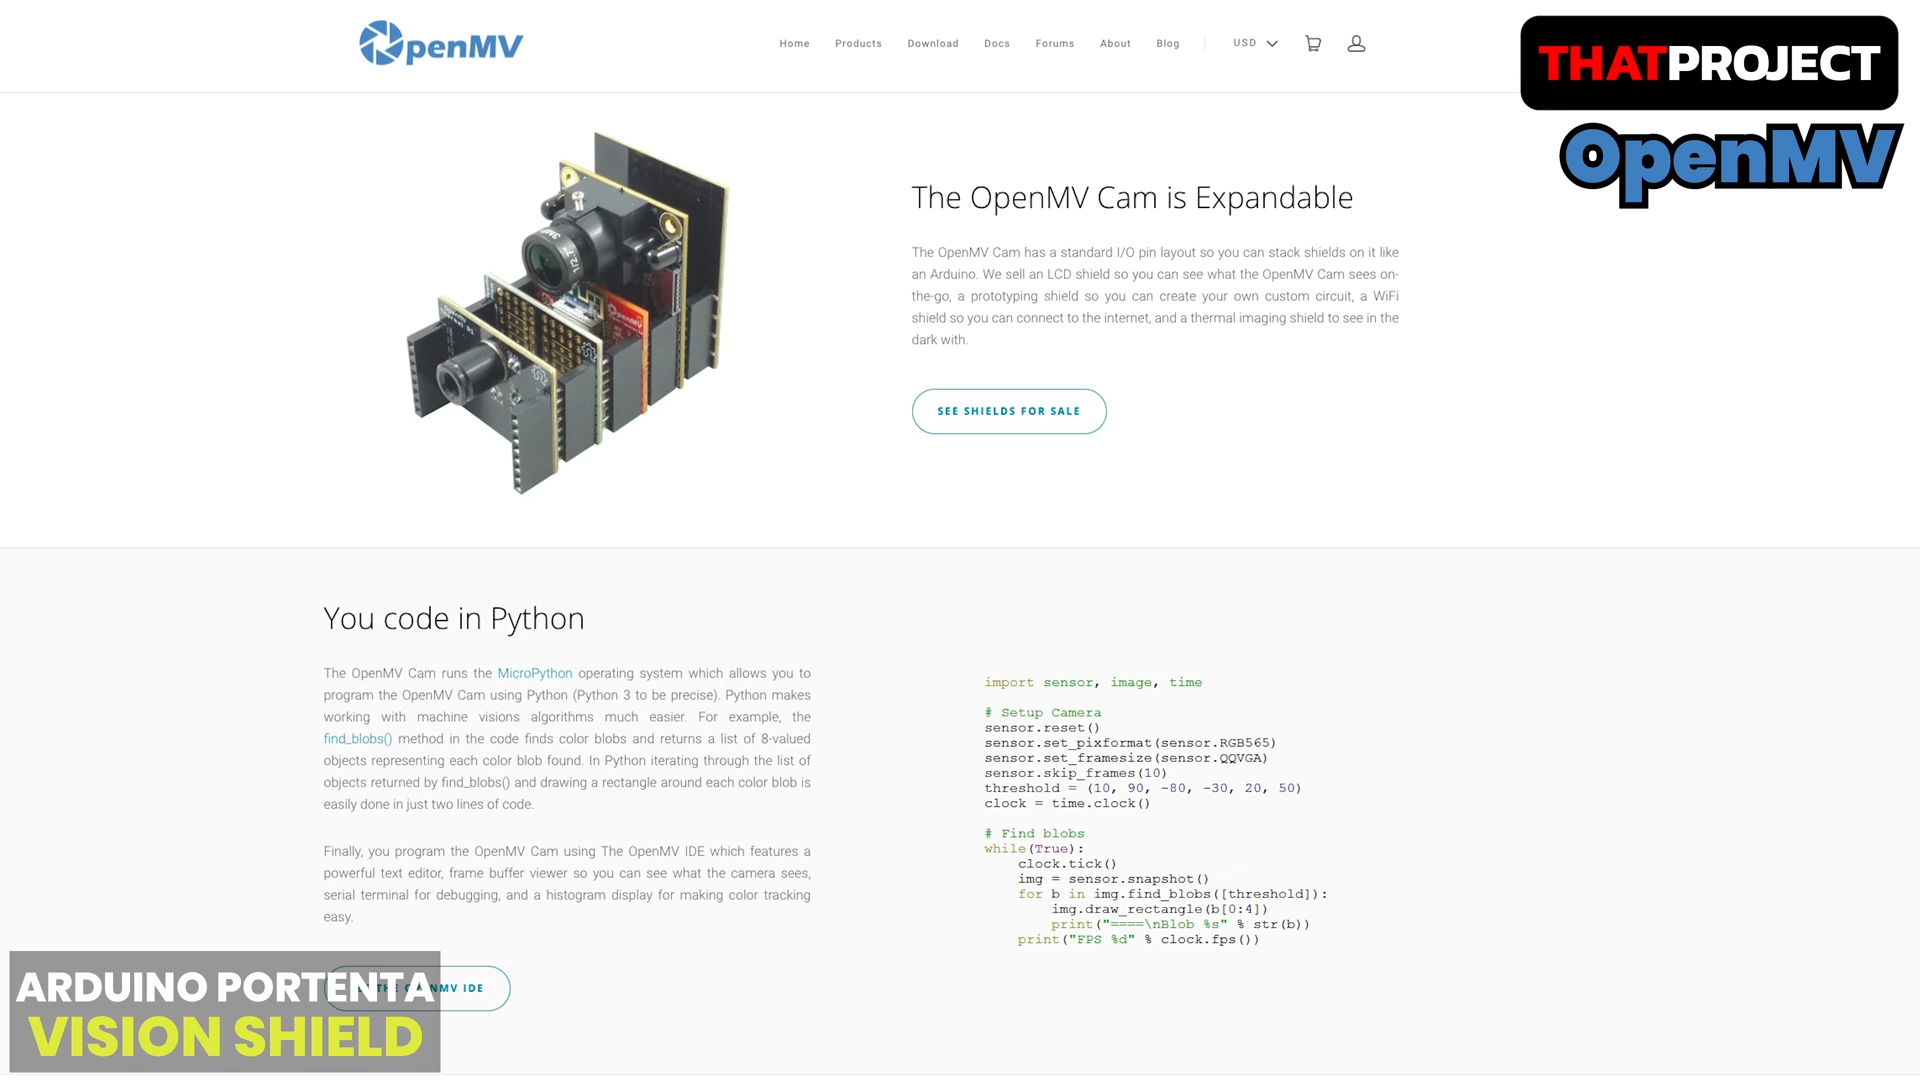 OpenMV
Home Products Download Docs Forums About Blog USD
THATPROJECT
OpenMV
The OpenMV Cam is Expandable
The OpenMV Cam has a standard I/O pin layout so you can stack shields on it like
an Arduino. We sell an LCD shield so you can see what the OpenMV Cam sees on-
the-go, a prototyping shield so you can create your own custom circuit, a WiFi
shield so you can connect to the internet, and a thermal imaging shield to see in the
dark with.
SEE SHIELDS FOR SALE
You code in Python
The OpenMV Cam runs the MicroPython operating system which allows you to
program the OpenMV Cam using Python (Python 3 to be precise). Python makes
working with machine visions algorithms much easier. For example, the
find_blobs() method in the code finds color blobs and returns a list of 8-valued
objects representing each color blob found. In Python iterating through the list of
objects returned by find_blobs() and drawing a rectangle around each color blob is
easily done in just two lines of code.
Finally, you program the OpenMV Cam using The OpenMV IDE which features a
powerful text editor, frame buffer viewer so you can see what the camera sees,
serial terminal for debugging, and a histogram display for making color tracking
easy.
import sensor, image, time
# Setup Camera
sensor.reset()
sensor.set_pixformat(sensor.RGB565)
sensor.set_framesize(sensor.QQVGA)
sensor.skip_frames(10)
threshold = (10, 90, -80, -30, 20, 50)
clock = time.clock()
# Find blobs
while(True):
    clock.tick()
    img = sensor.snapshot()
    for b in img.find_blobs([threshold]):
        img.draw_rectangle(b[0:4])
        print("====\nBlob %s" % str(b))
    print("FPS %d" % clock.fps())
IDE
ARDUINO PORTENTA
VISION SHIELD